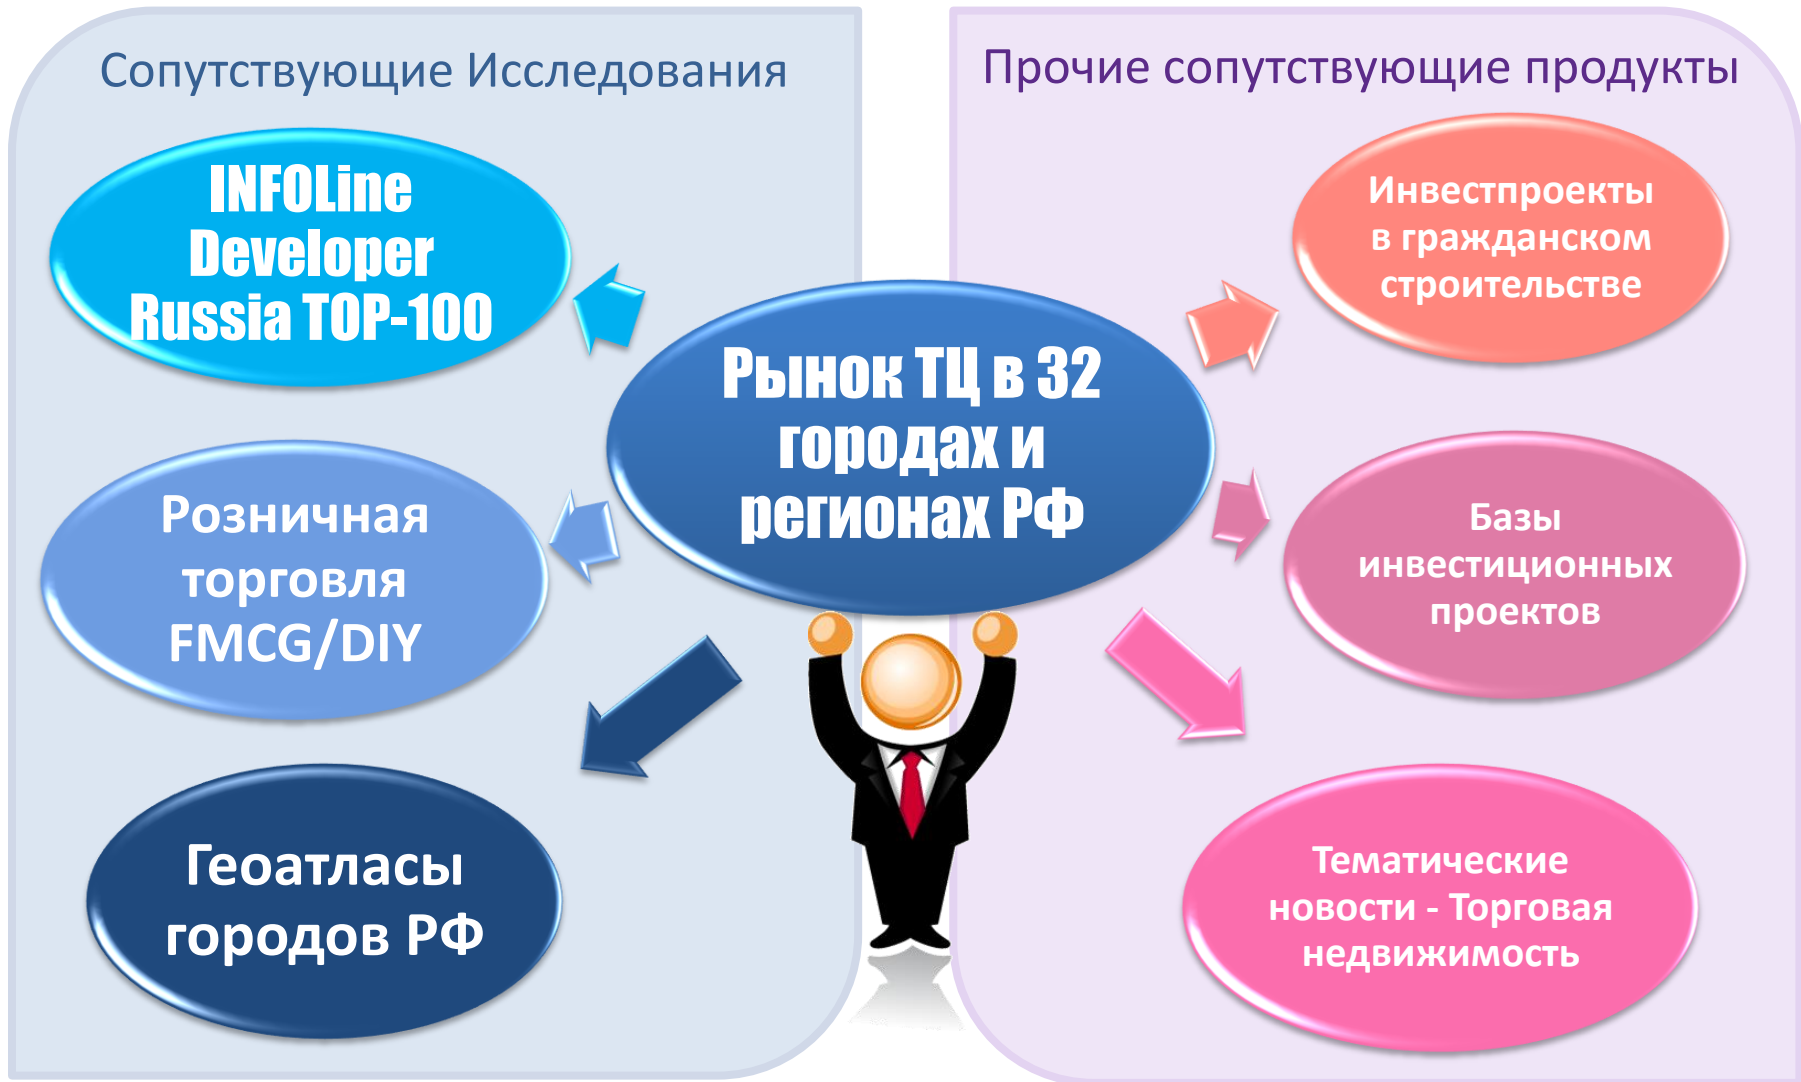 Сопутствующие Исследования
INFOLine
Developer
Russia TOP-100
Розничная
торговля
FMCG/DIY
Геоатласы
городов РФ
Рынок ТЦ в 32
городах и
регионах РФ
Прочие сопутствующие продукты
Инвестпроекты
в гражданском
строительстве
Базы
инвестиционных
проектов
Тематические
новости - Торговая
недвижимость